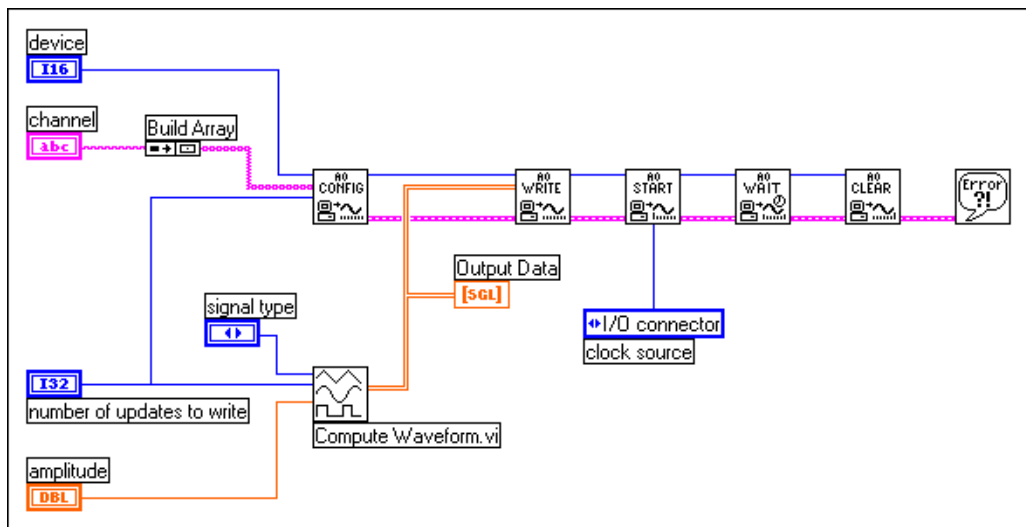 device
I16
channel
abc
Build Array
AO
CONFIG
AO
WRITE
AO
START
AO
WAIT
AO
CLEAR
Error
?!
Output Data
[SGL]
signal type
I/O connector
clock source
I32
number of updates to write
Compute Waveform.vi
amplitude
DBL